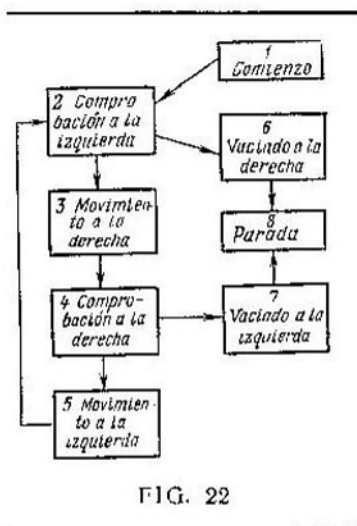 1
Comienzo
2 Compro
bación a la
izquierda
6
Vaciado a la
derecha
3 Movimien-
to a la
derecha
8
Parada
4 Compro-
bación a la
derecha
7
Vaciado a la
izquierda
5 Movimien-
to a la
izquierda
FIG. 22